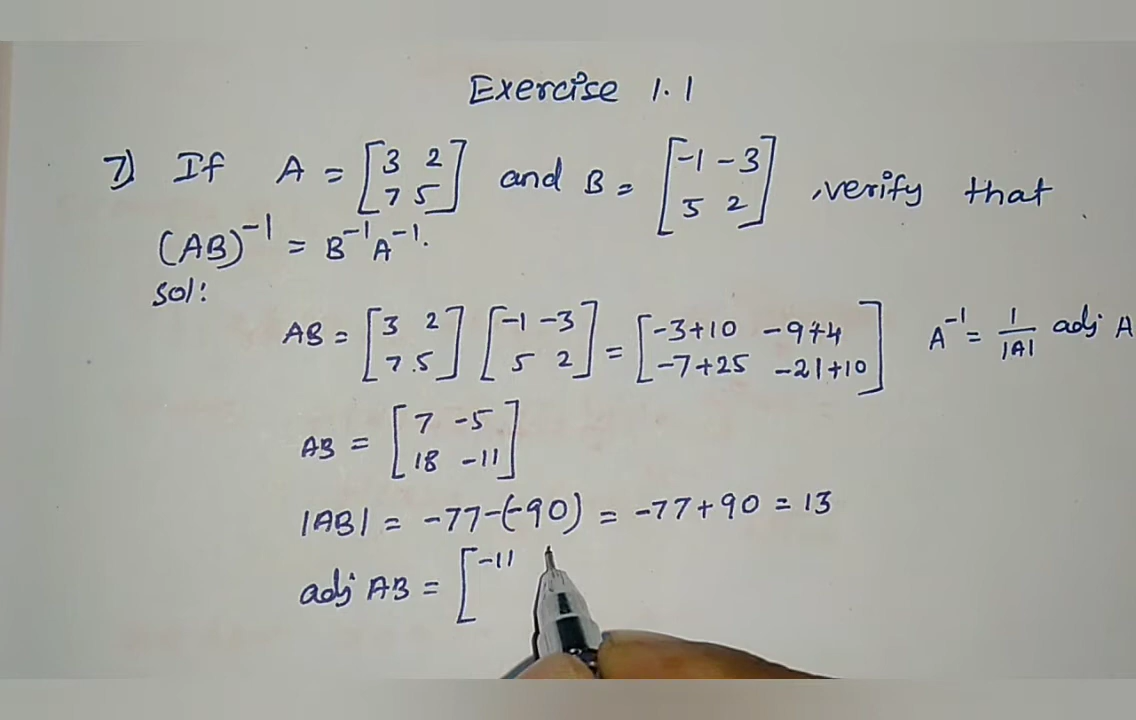 Exercise 1.1
7) If A = [3 2 and B = [-1 -3 , verify that
7 5] 5 2]
(AB)⁻¹ = B⁻¹A⁻¹.
Sol:
AB = [3 2 [-1 -3 = [-3+10 -9+4 A⁻¹ = 1/|A| adj A
7.5] 5 2] -7+25 -21+10]
AB = [7 -5
18 -11]
|AB| = -77-(-90) = -77+90 = 13
adj AB = [-11